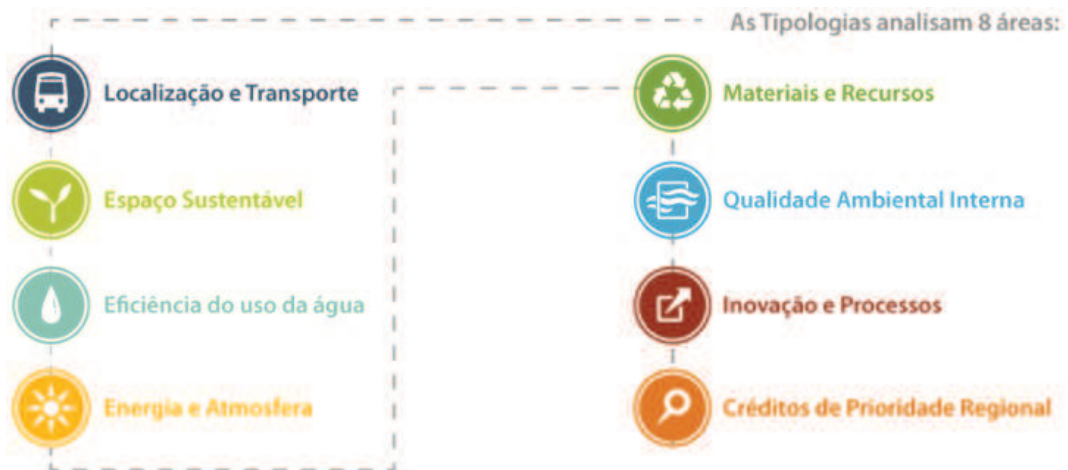 As Tipologias analisam 8 áreas:
Localização e Transporte
Espaço Sustentável
Eficiência do uso da água
Energia e Atmosfera
Materiais e Recursos
Qualidade Ambiental Interna
Inovação e Processos
Créditos de Prioridade Regional